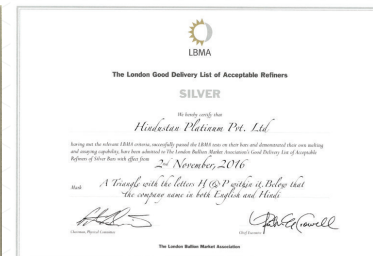 LBMA
The London Good Delivery List of Acceptable Refiners
SILVER
We hereby certify that
Hindustan Platinum Pvt. Ltd
having met the relevant LBMA criteria, successfully passed the LBMA tests on their bars and demonstrated their own melting
and assaying capability, have been admitted to The London Bullion Market Association's Good Delivery List of Acceptable
Refiners of Silver Bars with effect from 2nd November, 2016
Mark A Triangle with the letters H & P within it. Below that
the company name in both English and Hindi
Chairman, Physical Committee
Chief Executive
The London Bullion Market Association